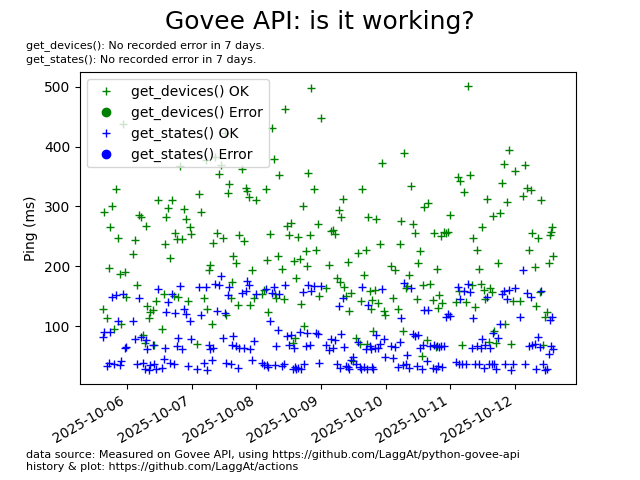 Govee API: is it working?
get_devices(): No recorded error in 7 days.
get_states(): No recorded error in 7 days.
500
400
300
200
100
Ping (ms)
get_devices() OK
get_devices() Error
get_states() OK
get_states() Error
2025-10-06
2025-10-07
2025-10-08
2025-10-09
2025-10-10
2025-10-11
2025-10-12
data source: Measured on Govee API, using https://github.com/LaggAt/python-govee-api
history & plot: https://github.com/LaggAt/actions